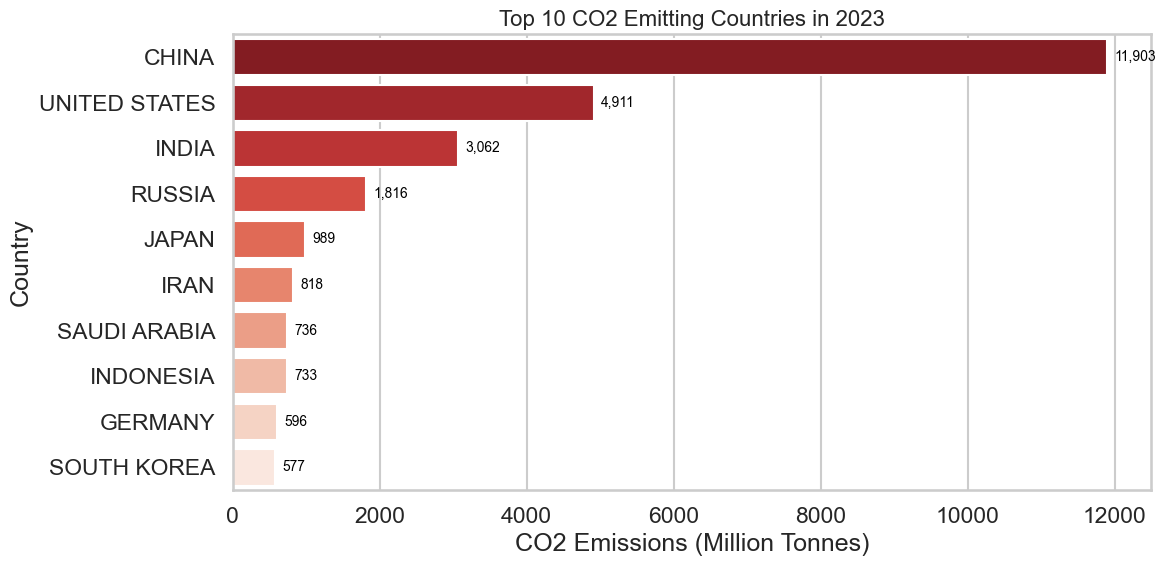 Top 10 CO2 Emitting Countries in 2023
Country
CHINA 11,903
UNITED STATES 4,911
INDIA 3,062
RUSSIA 1,816
JAPAN 989
IRAN 818
SAUDI ARABIA 736
INDONESIA 733
GERMANY 596
SOUTH KOREA 577
0 2000 4000 6000 8000 10000 12000
CO2 Emissions (Million Tonnes)